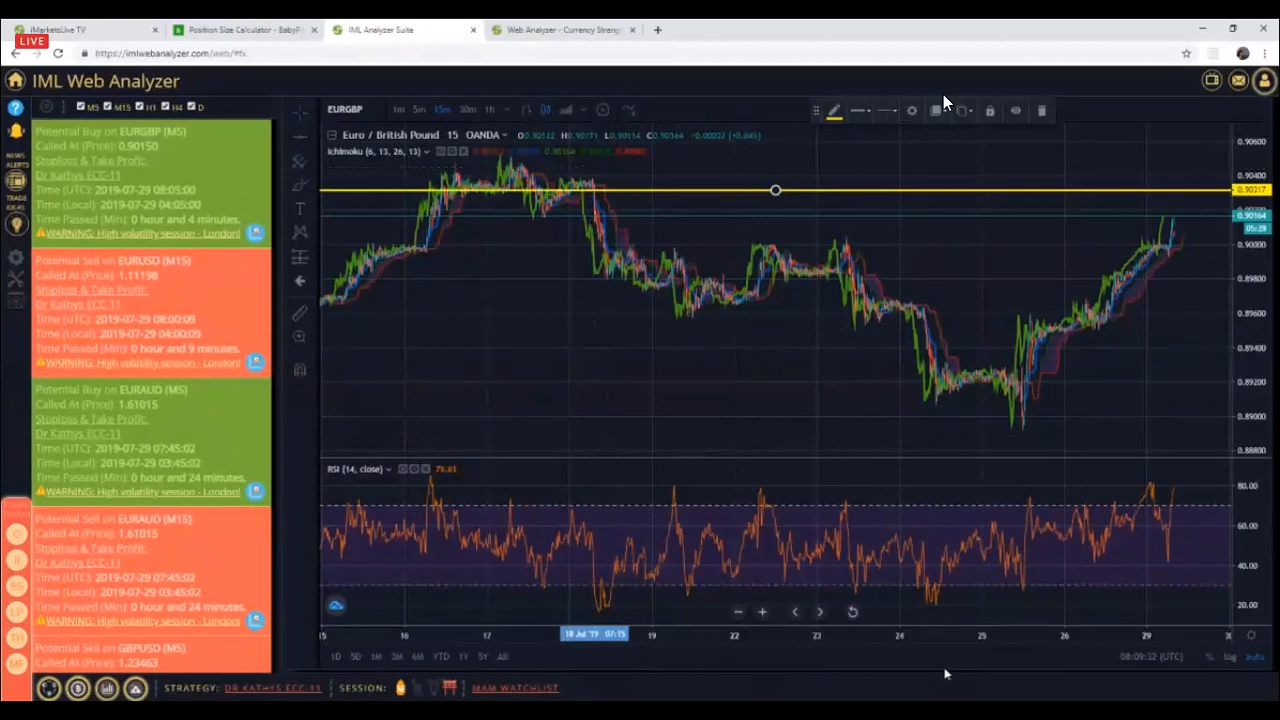 iMarketsLive TV
Position Size Calculator - BabyP
IML Analyzer Suite
Web Analyzer - Currency Streng
LIVE
https://imlwebanalyzer.com/web/#fx
IML Web Analyzer
M5 M15 H1 H4 D
NEWS ALERTS
TRADE IDEAS
Potential Buy on EURGBP (M5)
Called At (Price): 0.90150
Stoploss & Take Profit:
Dr Kathys ECC-11
Time (UTC): 2019-07-29 08:05:00
Time (Local): 2019-07-29 04:05:00
Time Passed (Min): 0 hour and 4 minutes.
WARNING: High volatility session - London!
Potential Sell on EURUSD (M15)
Called At (Price): 1.11198
Stoploss & Take Profit:
Dr Kathys ECC-11
Time (UTC): 2019-07-29 08:00:09
Time (Local): 2019-07-29 04:00:09
Time Passed (Min): 0 hour and 9 minutes.
WARNING: High volatility session - London!
Potential Buy on EURAUD (M5)
Called At (Price): 1.61015
Stoploss & Take Profit:
Dr Kathys ECC-11
Time (UTC): 2019-07-29 07:45:02
Time (Local): 2019-07-29 03:45:02
Time Passed (Min): 0 hour and 24 minutes.
WARNING: High volatility session - London!
Potential Sell on EURAUD (M15)
Called At (Price): 1.61015
Stoploss & Take Profit:
Dr Kathys ECC-11
Time (UTC): 2019-07-29 07:45:02
Time (Local): 2019-07-29 03:45:02
Time Passed (Min): 0 hour and 24 minutes.
WARNING: High volatility session - London!
Potential Sell on GBPUSD (M5)
Called At (Price): 1.23463
LP
TH
MF
EURGBP 1m 5m 15m 30m 1h
Euro / British Pound 15 OANDA
Ichimoku (6, 13, 26, 13) 0.90164
0.90600
0.90400
0.90317
0.90164
05:28
0.90000
0.89800
0.89600
0.89400
0.89200
0.89000
0.88800
RSI (14, close)
80.00
60.00
40.00
20.00
15 16 17 18 Jul '19 07:15 19 22 23 24 25 26 29
1D 5D 1M 3M 6M YTD 1Y 5Y All
08:09:32 (UTC) % log auto
STRATEGY: DR KATHYS ECC-11 SESSION: MAM WATCHLIST